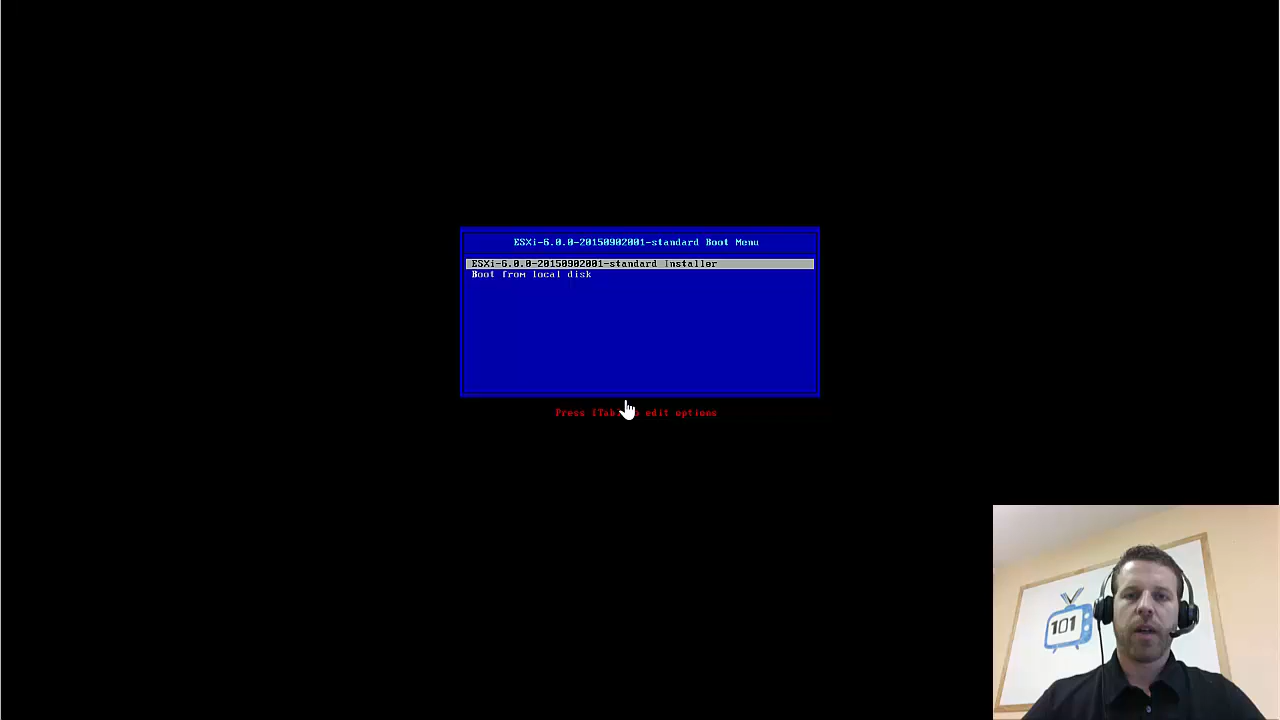 ESXi-6.0.0-20150902001-standard Boot Menu
ESXi-6.0.0-20150902001-standard Installer
Boot from local disk
Press [Tab edit options
101